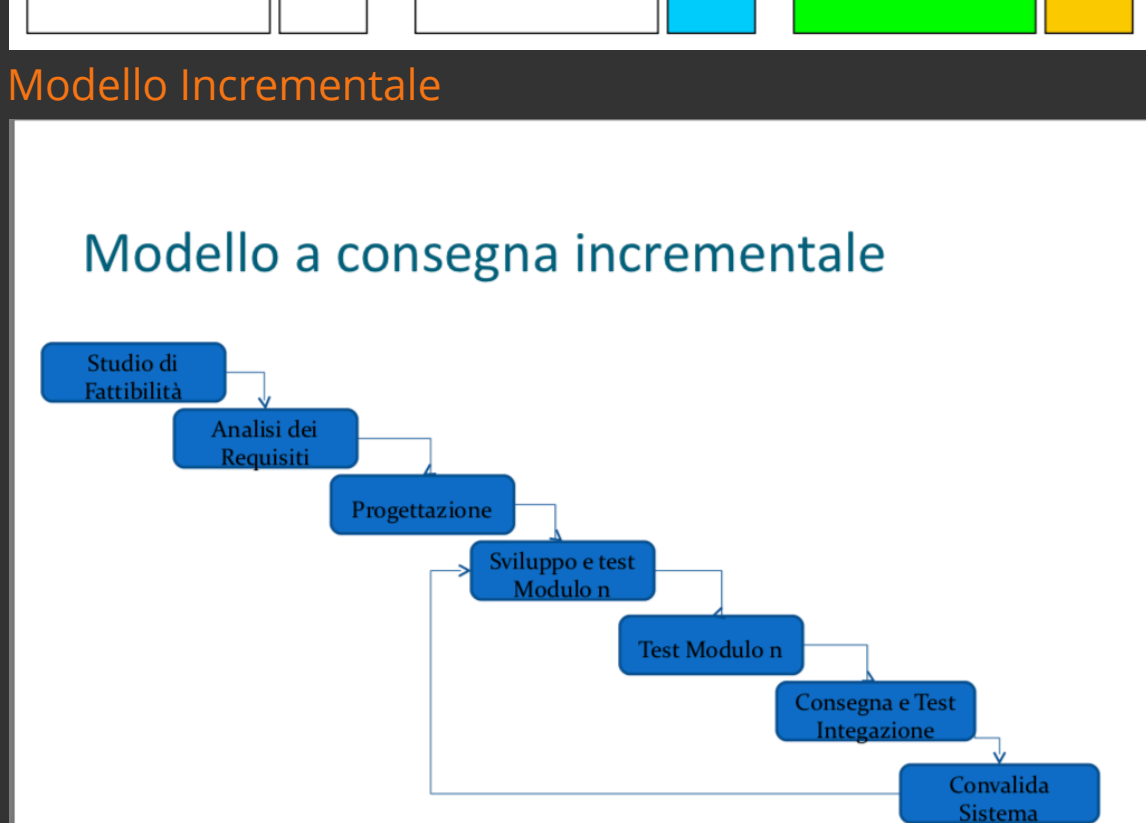 Modello Incrementale
Modello a consegna incrementale
Studio di
Fattibilità
Analisi dei
Requisiti
Progettazione
Sviluppo e test
Modulo n
Test Modulo n
Consegna e Test
Integazione
Convalida
Sistema